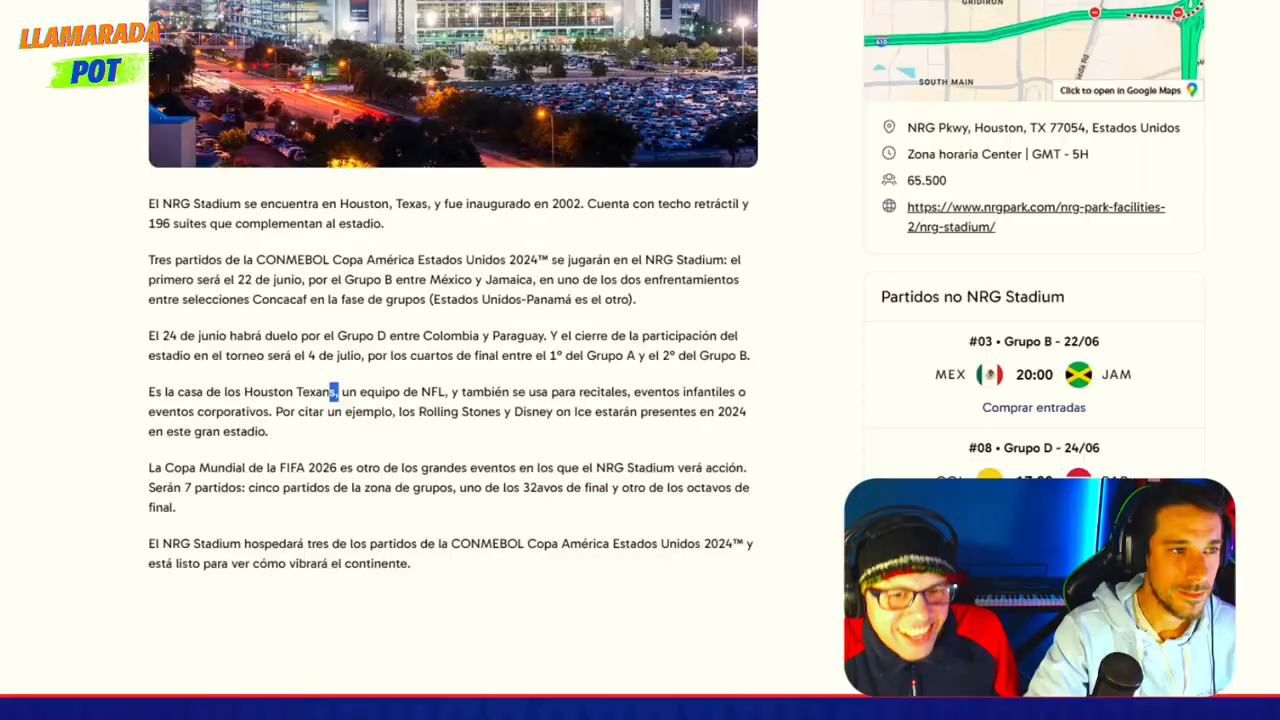 LLAMARADA
POT
GRIDIRON
610
SOUTH MAIN
Click to open in Google Maps
NRG Pkwy, Houston, TX 77054, Estados Unidos
Zona horaria Center | GMT - 5H
65.500
https://www.nrgpark.com/nrg-park-facilities-
2/nrg-stadium/
El NRG Stadium se encuentra en Houston, Texas, y fue inaugurado en 2002. Cuenta con techo retráctil y
196 suites que complementan al estadio.
Tres partidos de la CONMEBOL Copa América Estados Unidos 2024™ se jugarán en el NRG Stadium: el
primero será el 22 de junio, por el Grupo B entre México y Jamaica, en uno de los dos enfrentamientos
entre selecciones Concacaf en la fase de grupos (Estados Unidos-Panamá es el otro).
El 24 de junio habrá duelo por el Grupo D entre Colombia y Paraguay. Y el cierre de la participación del
estadio en el torneo será el 4 de julio, por los cuartos de final entre el 1° del Grupo A y el 2° del Grupo B.
Es la casa de los Houston Texans, un equipo de NFL, y también se usa para recitales, eventos infantiles o
eventos corporativos. Por citar un ejemplo, los Rolling Stones y Disney on Ice estarán presentes en 2024
en este gran estadio.
La Copa Mundial de la FIFA 2026 es otro de los grandes eventos en los que el NRG Stadium verá acción.
Serán 7 partidos: cinco partidos de la zona de grupos, uno de los 32avos de final y otro de los octavos de
final.
El NRG Stadium hospedará tres de los partidos de la CONMEBOL Copa América Estados Unidos 2024™ y
está listo para ver cómo vibrará el continente.
Partidos no NRG Stadium
#03 • Grupo B - 22/06
MEX 20:00 JAM
Comprar entradas
#08 • Grupo D - 24/06